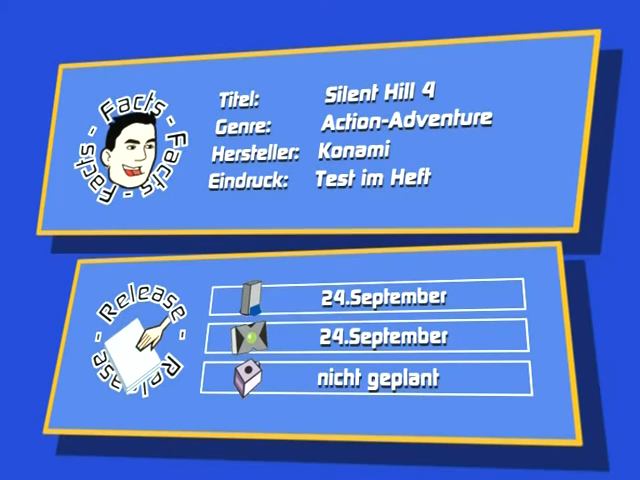 Facts - Facts - Facts -
Titel: Silent Hill 4
Genre: Action-Adventure
Hersteller: Konami
Eindruck: Test im Heft
Release - Release -
24.September
24.September
nicht geplant